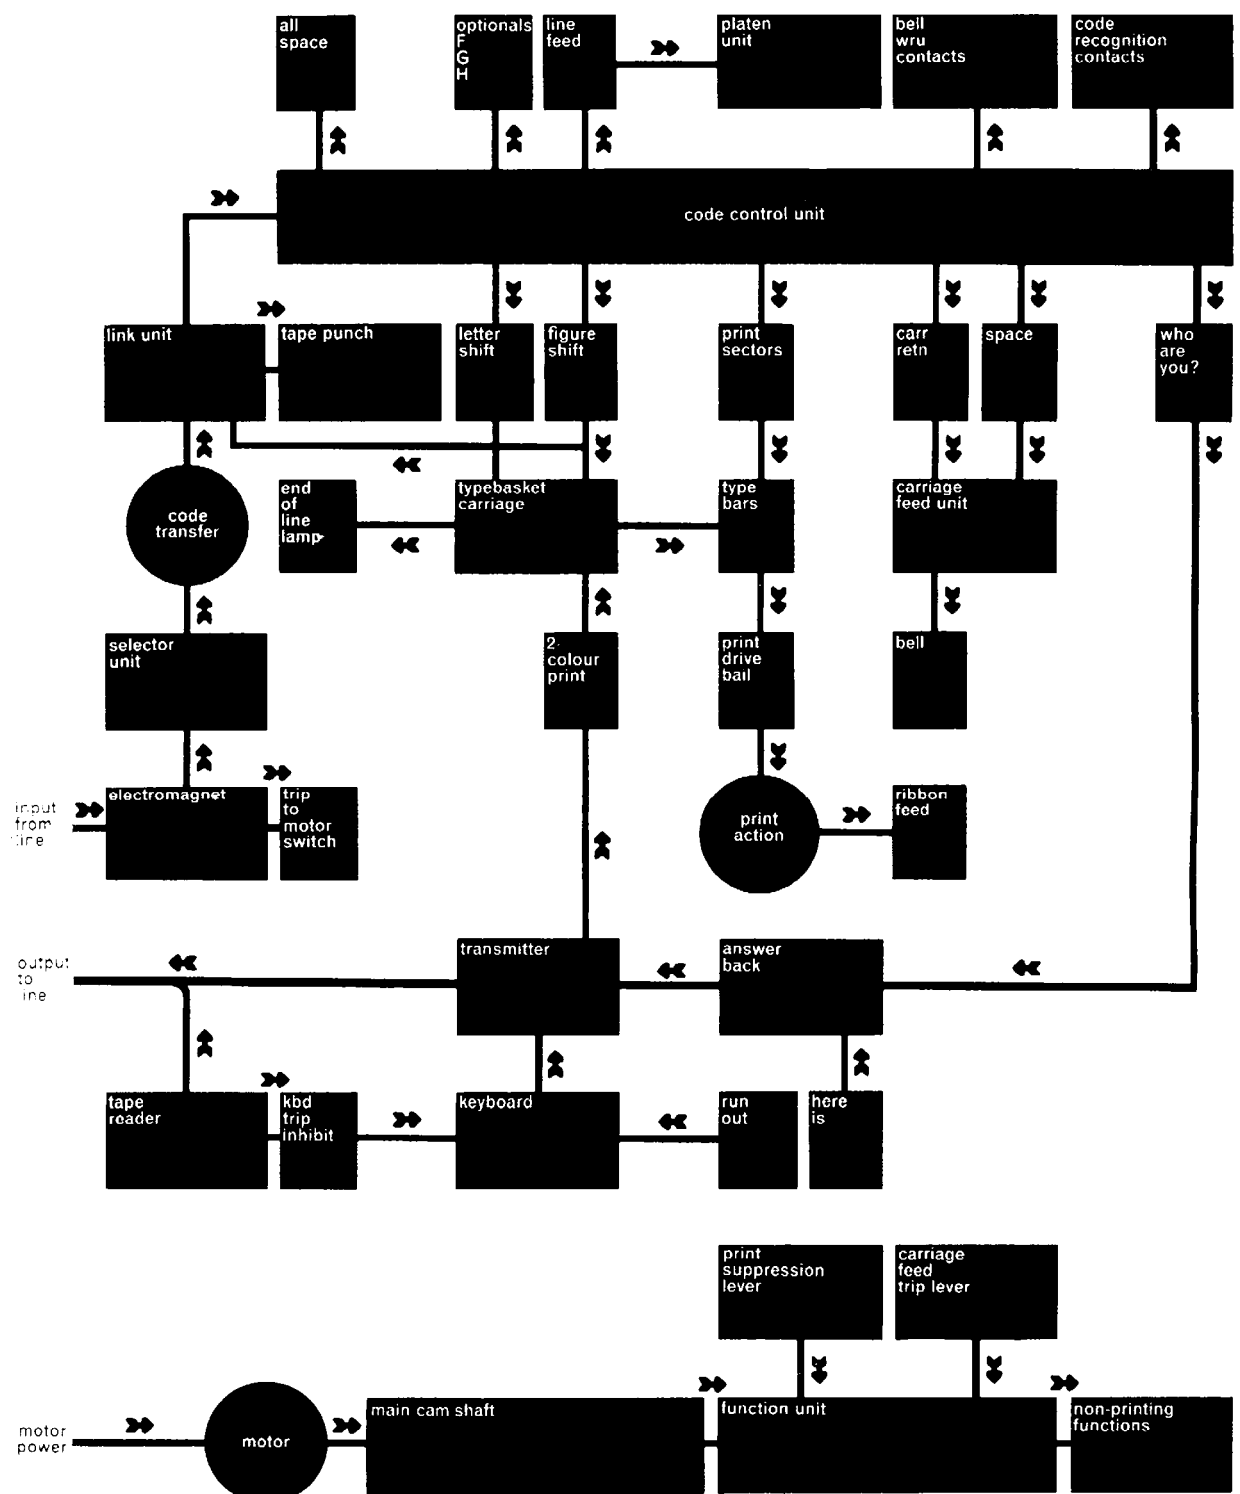 all
space
optionals
F
G
H
line
feed
platen
unit
bell
wru
contacts
code
recognition
contacts
code control unit
link unit
tape punch
letter
shift
figure
shift
print
sectors
carr
retn
space
who
are
you?
code
transfer
end
of
line
lamp
typebasket
carriage
type
bars
carriage
feed unit
selector
unit
2
colour
print
print
drive
bail
bell
input
from
line
electromagnet
trip
to
motor
switch
print
action
ribbon
feed
output
to
line
transmitter
answer
back
tape
reader
kbd
trip
inhibit
keyboard
run
out
here
is
print
suppression
lever
carriage
feed
trip lever
motor
power
motor
main cam shaft
function unit
non-printing
functions